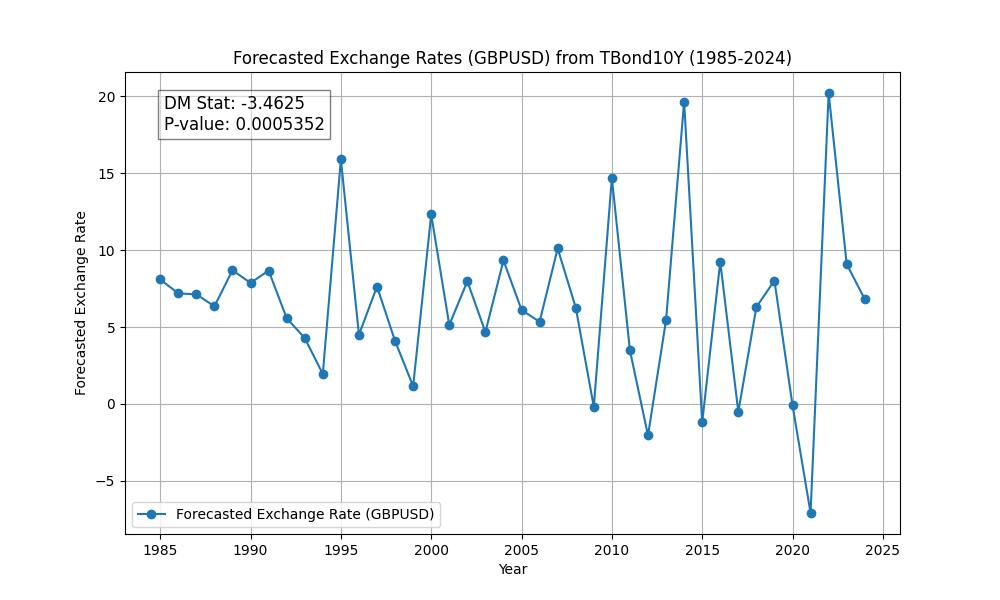 Forecasted Exchange Rates (GBPUSD) from TBond10Y (1985-2024)
DM Stat: -3.4625
P-value: 0.0005352
Forecasted Exchange Rate
20
15
10
5
0
−5
Forecasted Exchange Rate (GBPUSD)
1985 1990 1995 2000 2005 2010 2015 2020 2025
Year